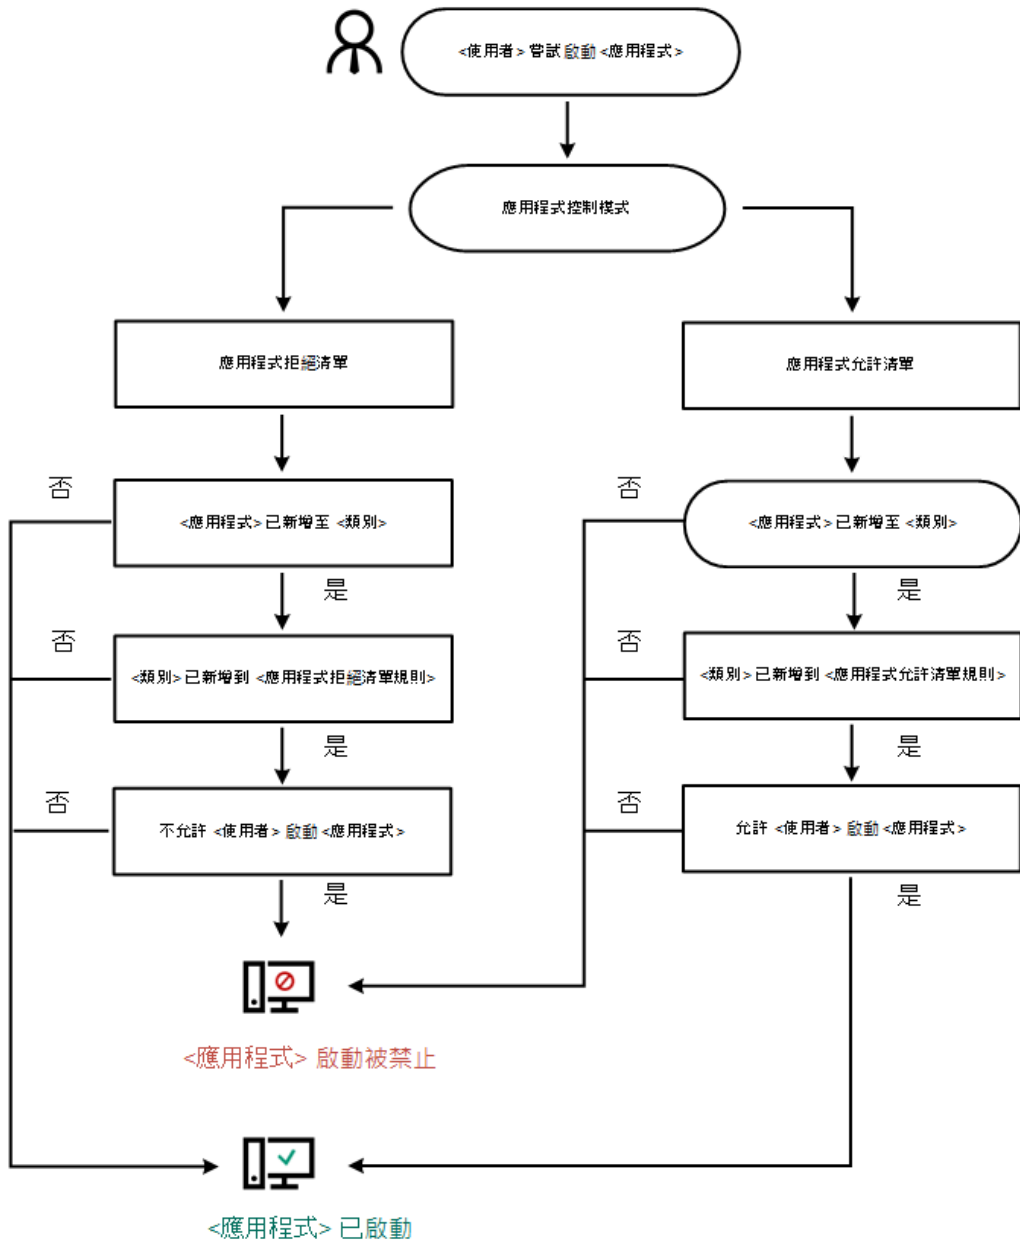 <使用者> 嘗試 啟動 <應用程式>
應用程式控制模式
應用程式拒絕清單
應用程式允許清單
否
<應用程式> 已新增至 <類別>
否
<應用程式> 已新增至 <類別>
是
是
否
<類別> 已新增到 <應用程式拒絕清單規則>
否
<類別> 已新增到 <應用程式允許清單規則>
是
是
否
不允許 <使用者> 啟動 <應用程式>
否
允許 <使用者> 啟動 <應用程式>
是
是
<應用程式> 啟動被禁止
<應用程式> 已啟動